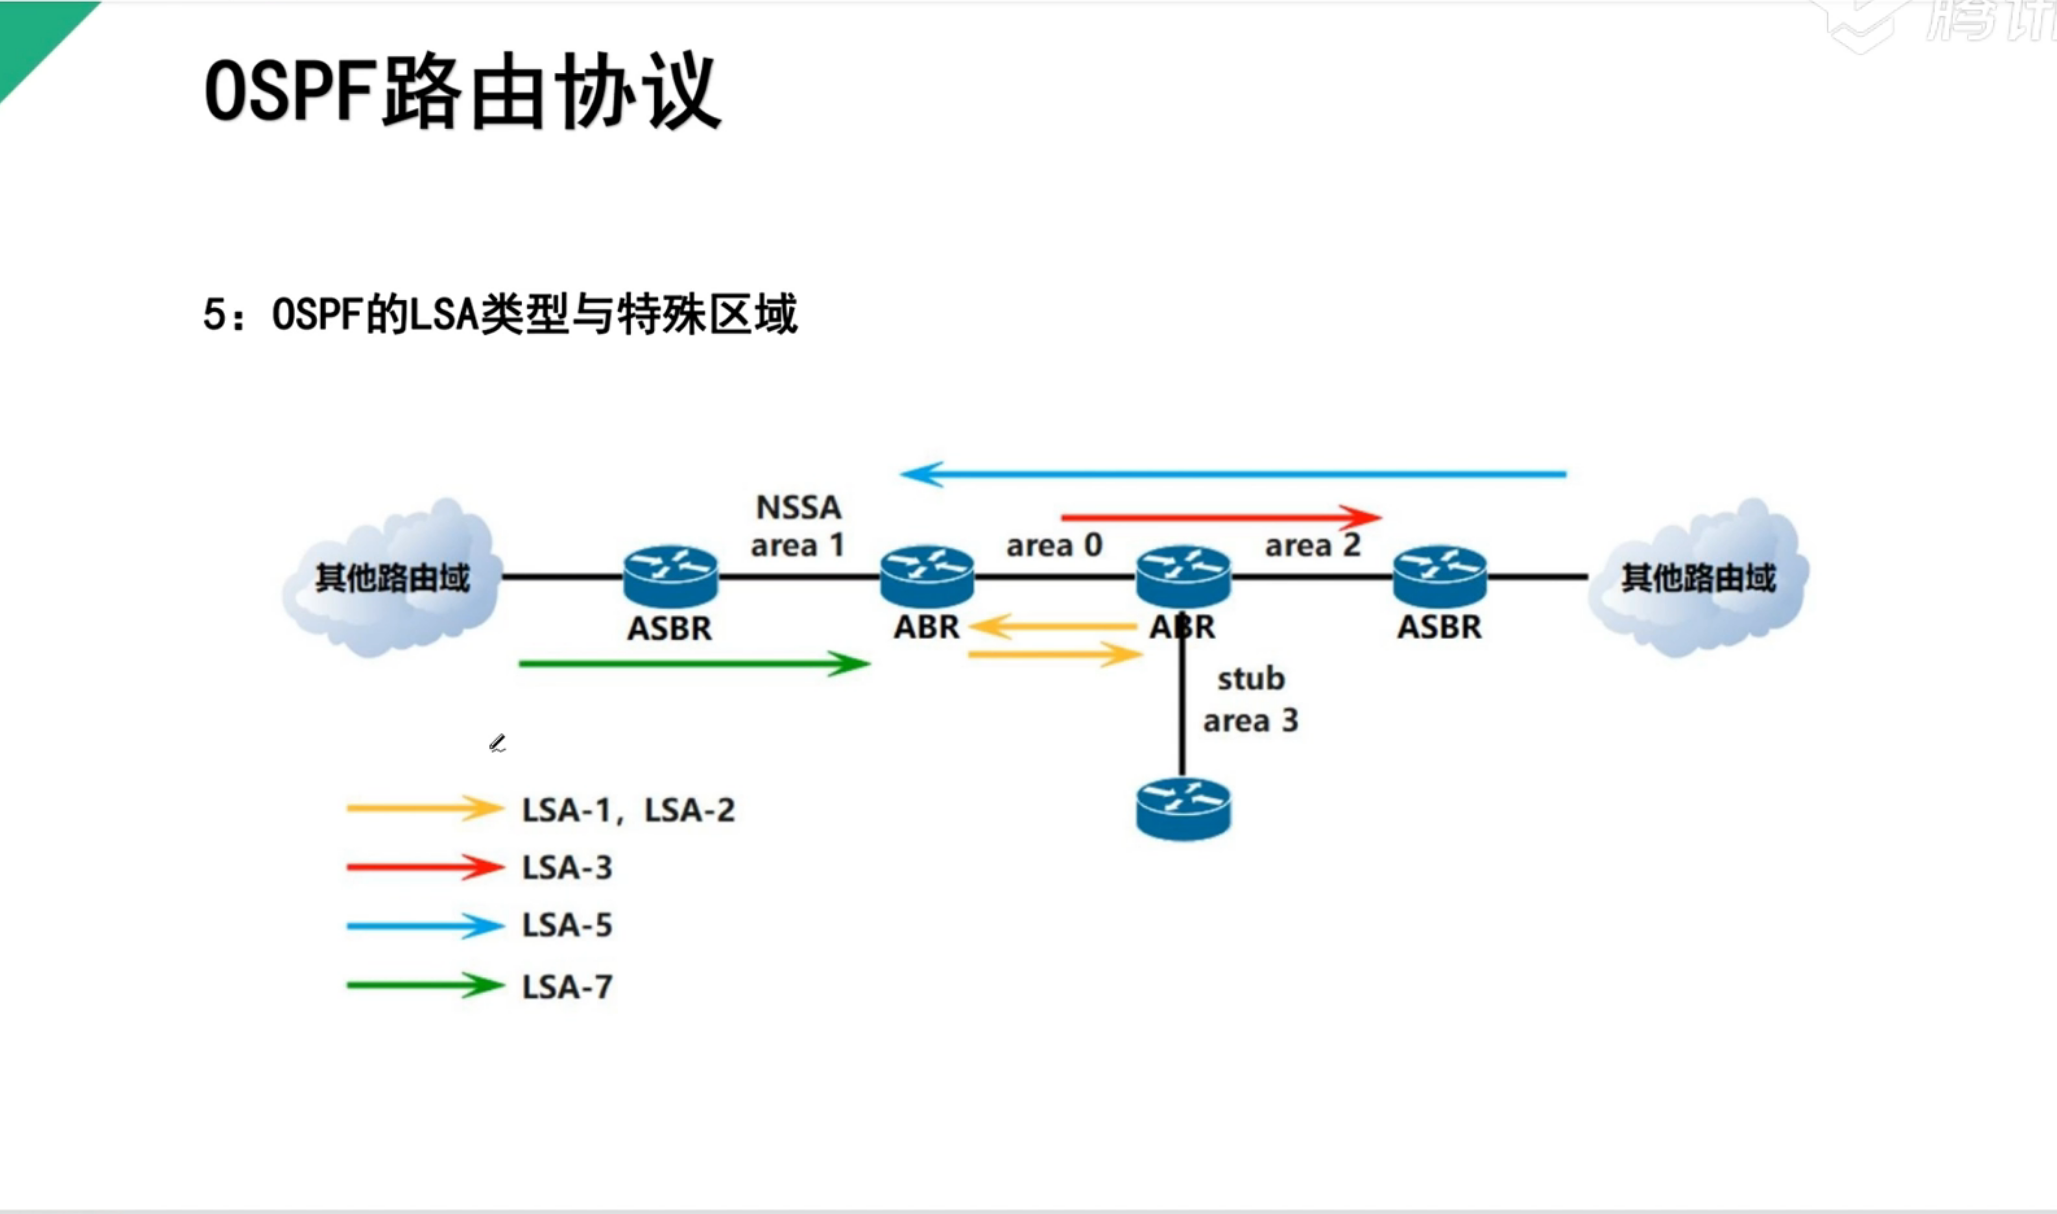 腾讯
OSPF路由协议
5：OSPF的LSA类型与特殊区域
NSSA
area 1
area 0
area 2
其他路由域
其他路由域
ASBR
ABR
ABR
ASBR
stub
area 3
LSA-1，LSA-2
LSA-3
LSA-5
LSA-7